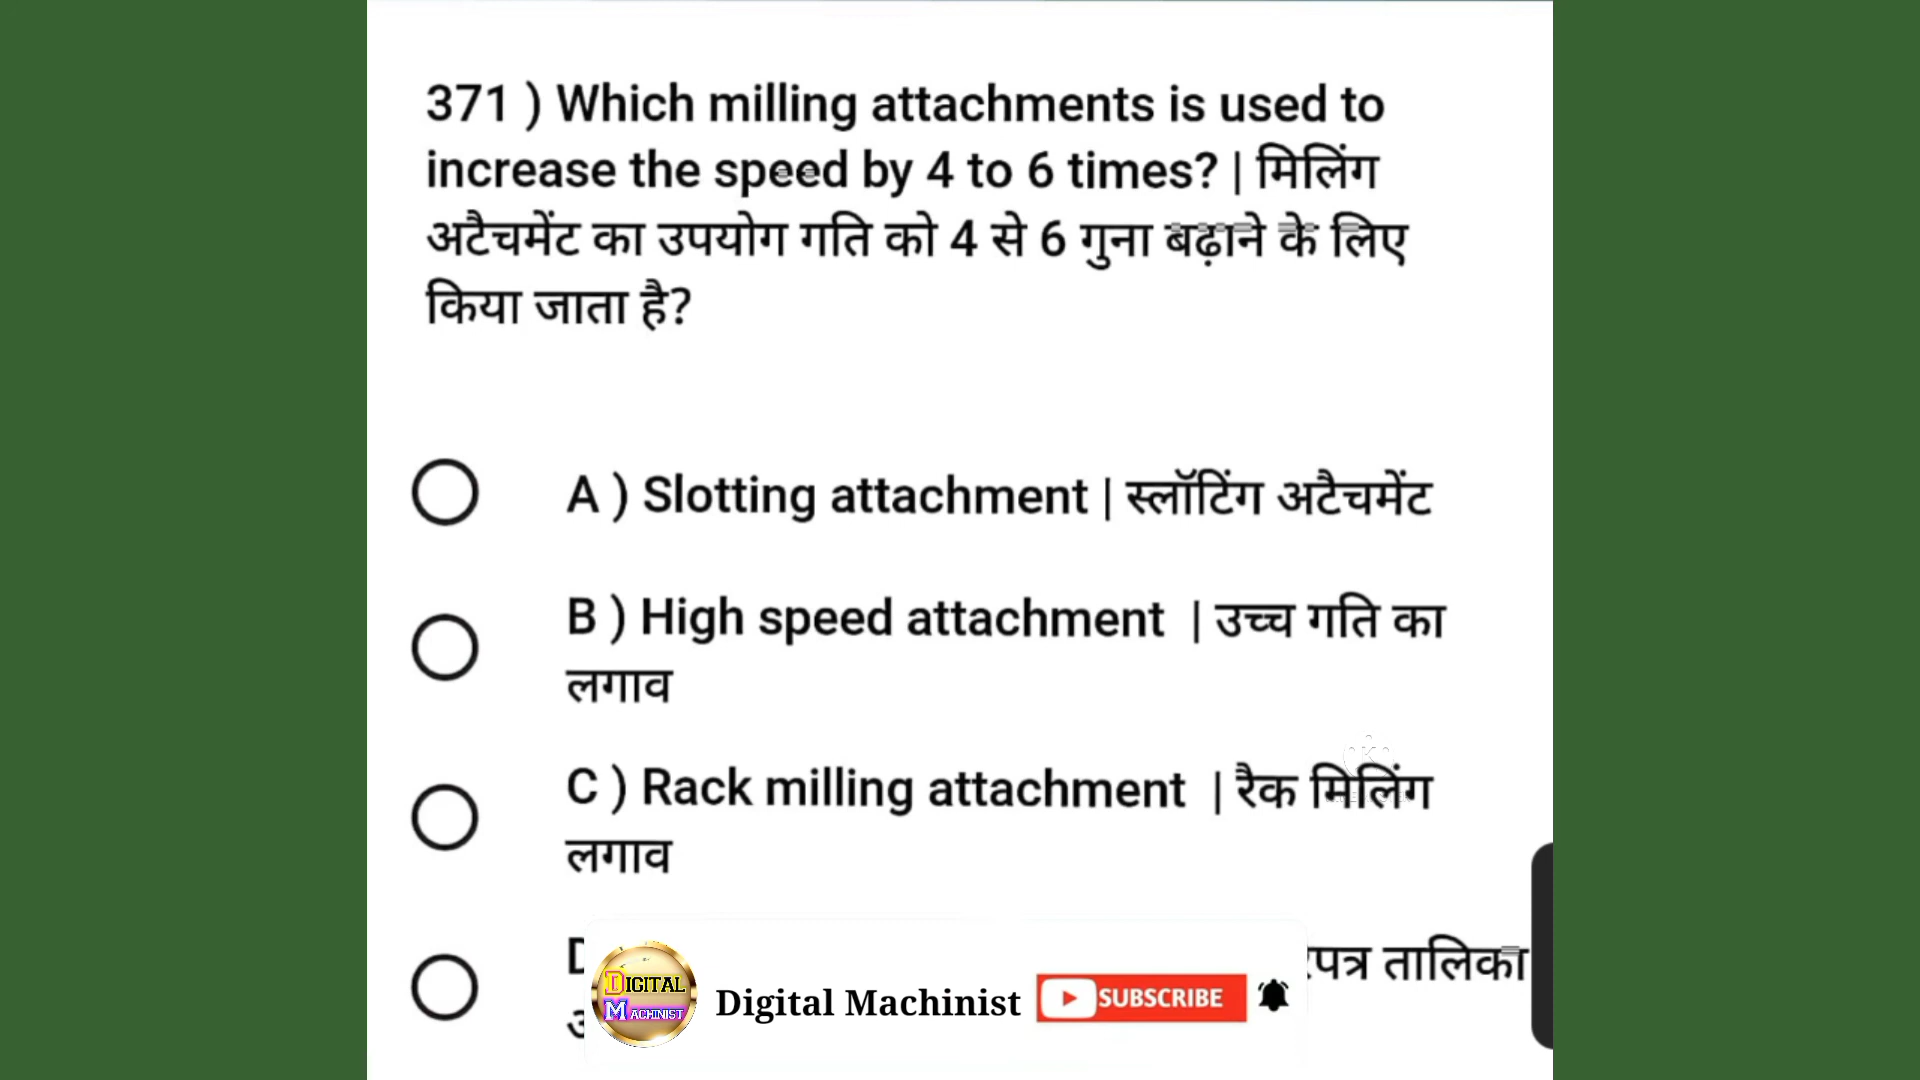 371 ) Which milling attachments is used to
increase the speed by 4 to 6 times? | मिलिंग
अटैचमेंट का उपयोग गति को 4 से 6 गुना बढ़ाने के लिए
किया जाता है?
A ) Slotting attachment | स्लॉटिंग अटैचमेंट
B ) High speed attachment | उच्च गति का
लगाव
C ) Rack milling attachment | रैक मिलिंग
लगाव
तालिका
DIGITAL
MACHINIST
Digital Machinist
SUBSCRIBE